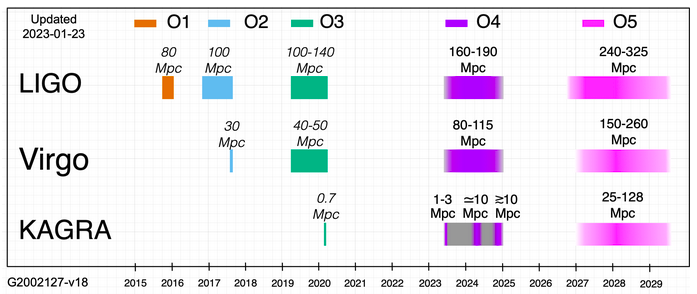 Updated
2023-01-23
O1 O2 O3 O4 O5
LIGO
80
Mpc
100
Mpc
100-140
Mpc
160-190
Mpc
240-325
Mpc
Virgo
30
Mpc
40-50
Mpc
80-115
Mpc
150-260
Mpc
KAGRA
0.7
Mpc
1-3
Mpc
≃10
Mpc
≳10
Mpc
25-128
Mpc
G2002127-v18
2015 2016 2017 2018 2019 2020 2021 2022 2023 2024 2025 2026 2027 2028 2029